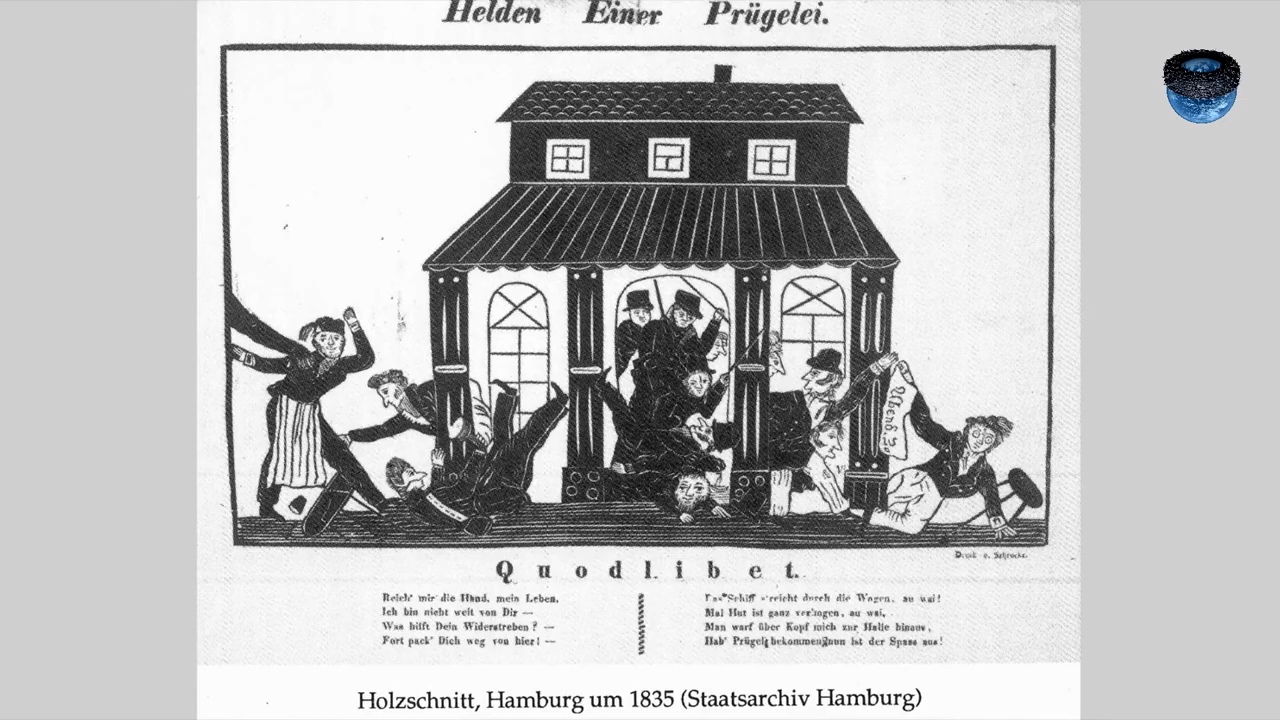 Helden Einer Prügelei.
Abend Z
Druck v. Schrocke.
Quodlibet.
Reich' mir die Hand, mein Leben,
Ich bin nicht weit von Dir —
Was hilft Dein Widerstreben? —
Fort pack' Dich weg von hier! —
Das Schiff streicht durch die Wogen, au wai!
Mei Hut ist ganz verbogen, au wai,
Man warf über Kopf mich zur Halle hinaus,
Hab' Prügel bekommen, nun ist der Spass aus!
Holzschnitt, Hamburg um 1835 (Staatsarchiv Hamburg)